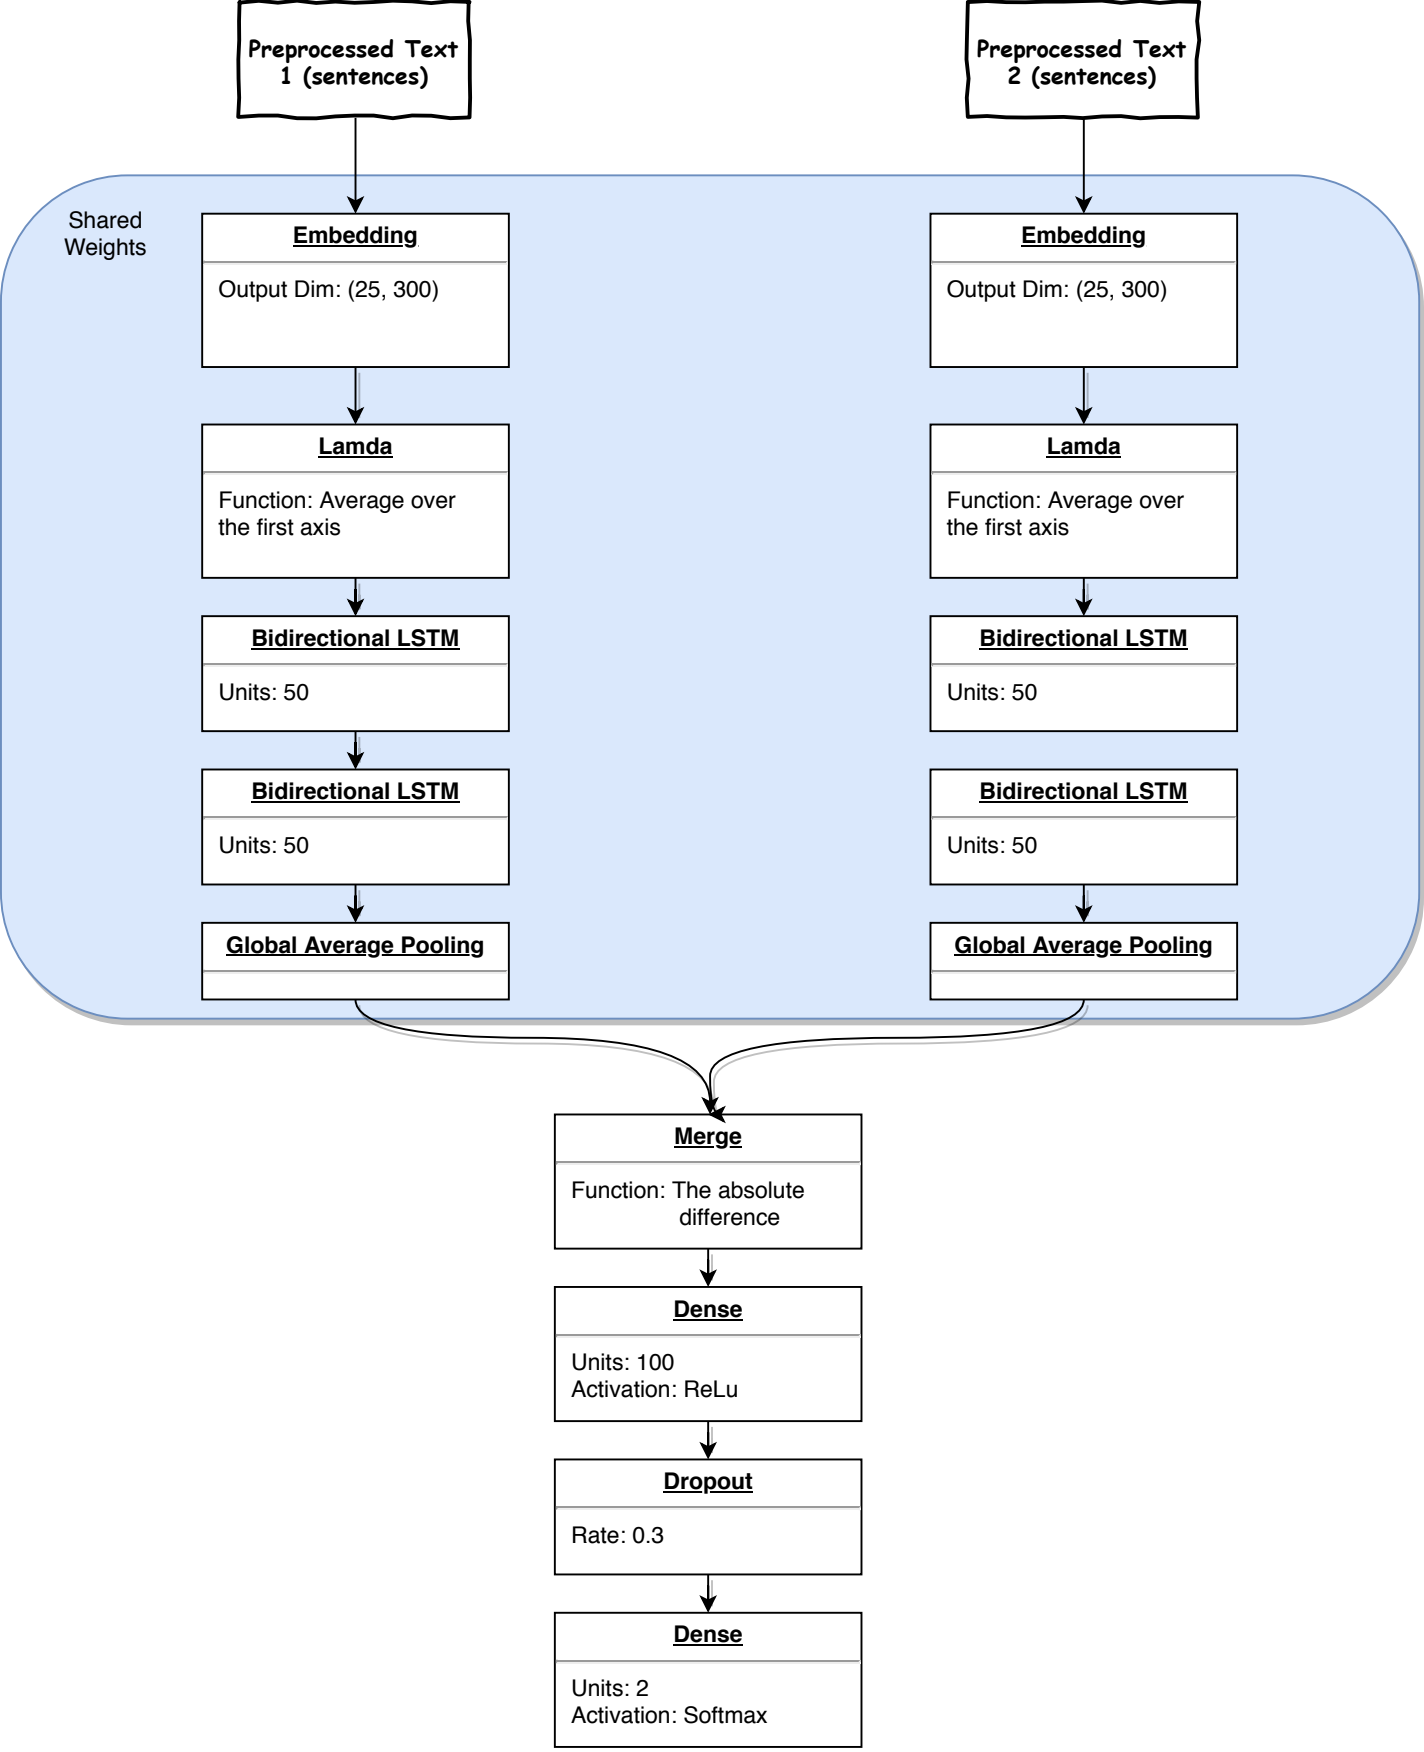 Preprocessed Text
1 (sentences)
Preprocessed Text
2 (sentences)
Shared
Weights
Embedding
Output Dim: (25, 300)
Lamda
Function: Average over
the first axis
Bidirectional LSTM
Units: 50
Bidirectional LSTM
Units: 50
Global Average Pooling
Embedding
Output Dim: (25, 300)
Lamda
Function: Average over
the first axis
Bidirectional LSTM
Units: 50
Bidirectional LSTM
Units: 50
Global Average Pooling
Merge
Function: The absolute
difference
Dense
Units: 100
Activation: ReLu
Dropout
Rate: 0.3
Dense
Units: 2
Activation: Softmax